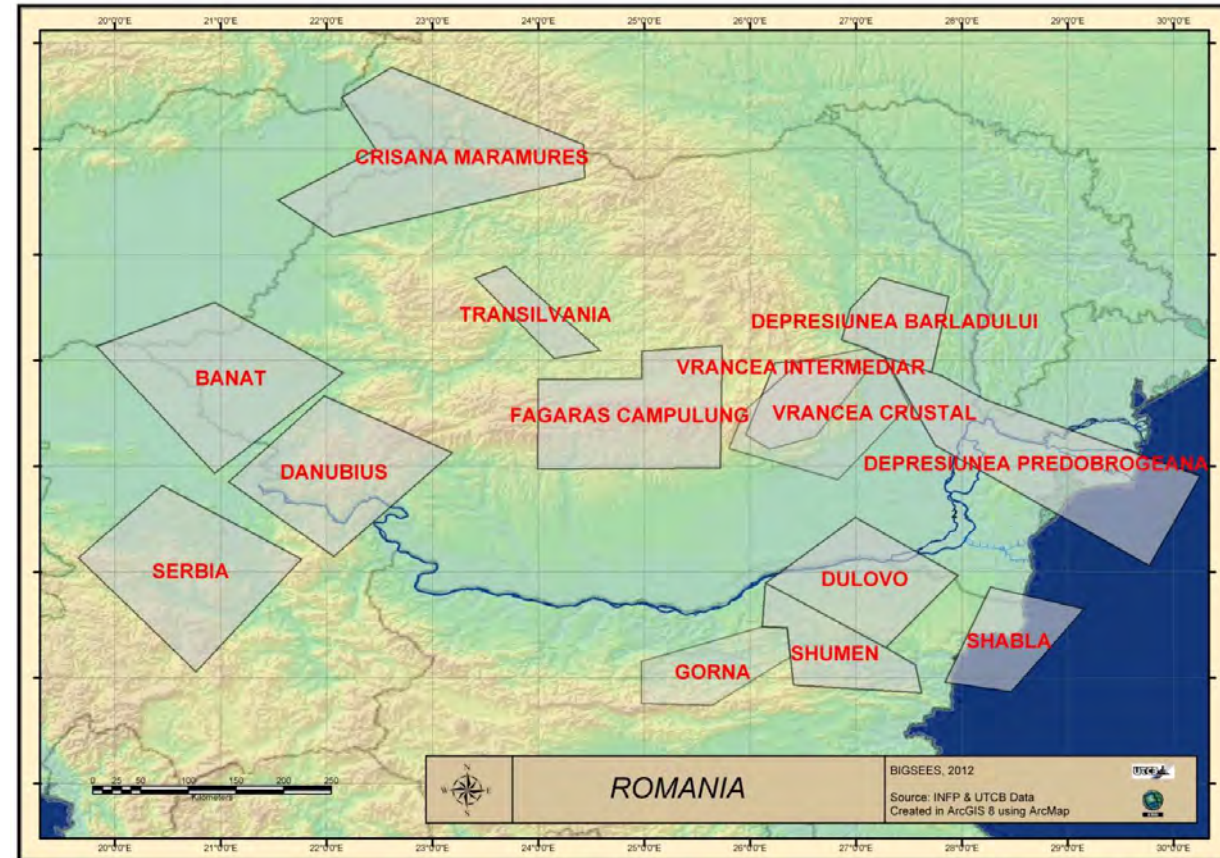 20°0'0"E 21°0'0"E 22°0'0"E 23°0'0"E 24°0'0"E 25°0'0"E 26°0'0"E 27°0'0"E 28°0'0"E 29°0'0"E 30°0'0"E
CRISANA MARAMURES
TRANSILVANIA
DEPRESIUNEA BARLADULUI
VRANCEA INTERMEDIAR
BANAT
FAGARAS CAMPULUNG
VRANCEA CRUSTAL
DANUBIUS
DEPRESIUNEA PREDOBROGEANA
SERBIA
DULOVO
SHUMEN
SHABLA
GORNA
0 25 50 100 150 200 250
Kilometers
N
W E
S
ROMANIA
BIGSEES, 2012
UTCB
Source: INFP & UTCB Data
Created in ArcGIS 8 using ArcMap
20°0'0"E 21°0'0"E 22°0'0"E 23°0'0"E 24°0'0"E 25°0'0"E 26°0'0"E 27°0'0"E 28°0'0"E 29°0'0"E 30°0'0"E